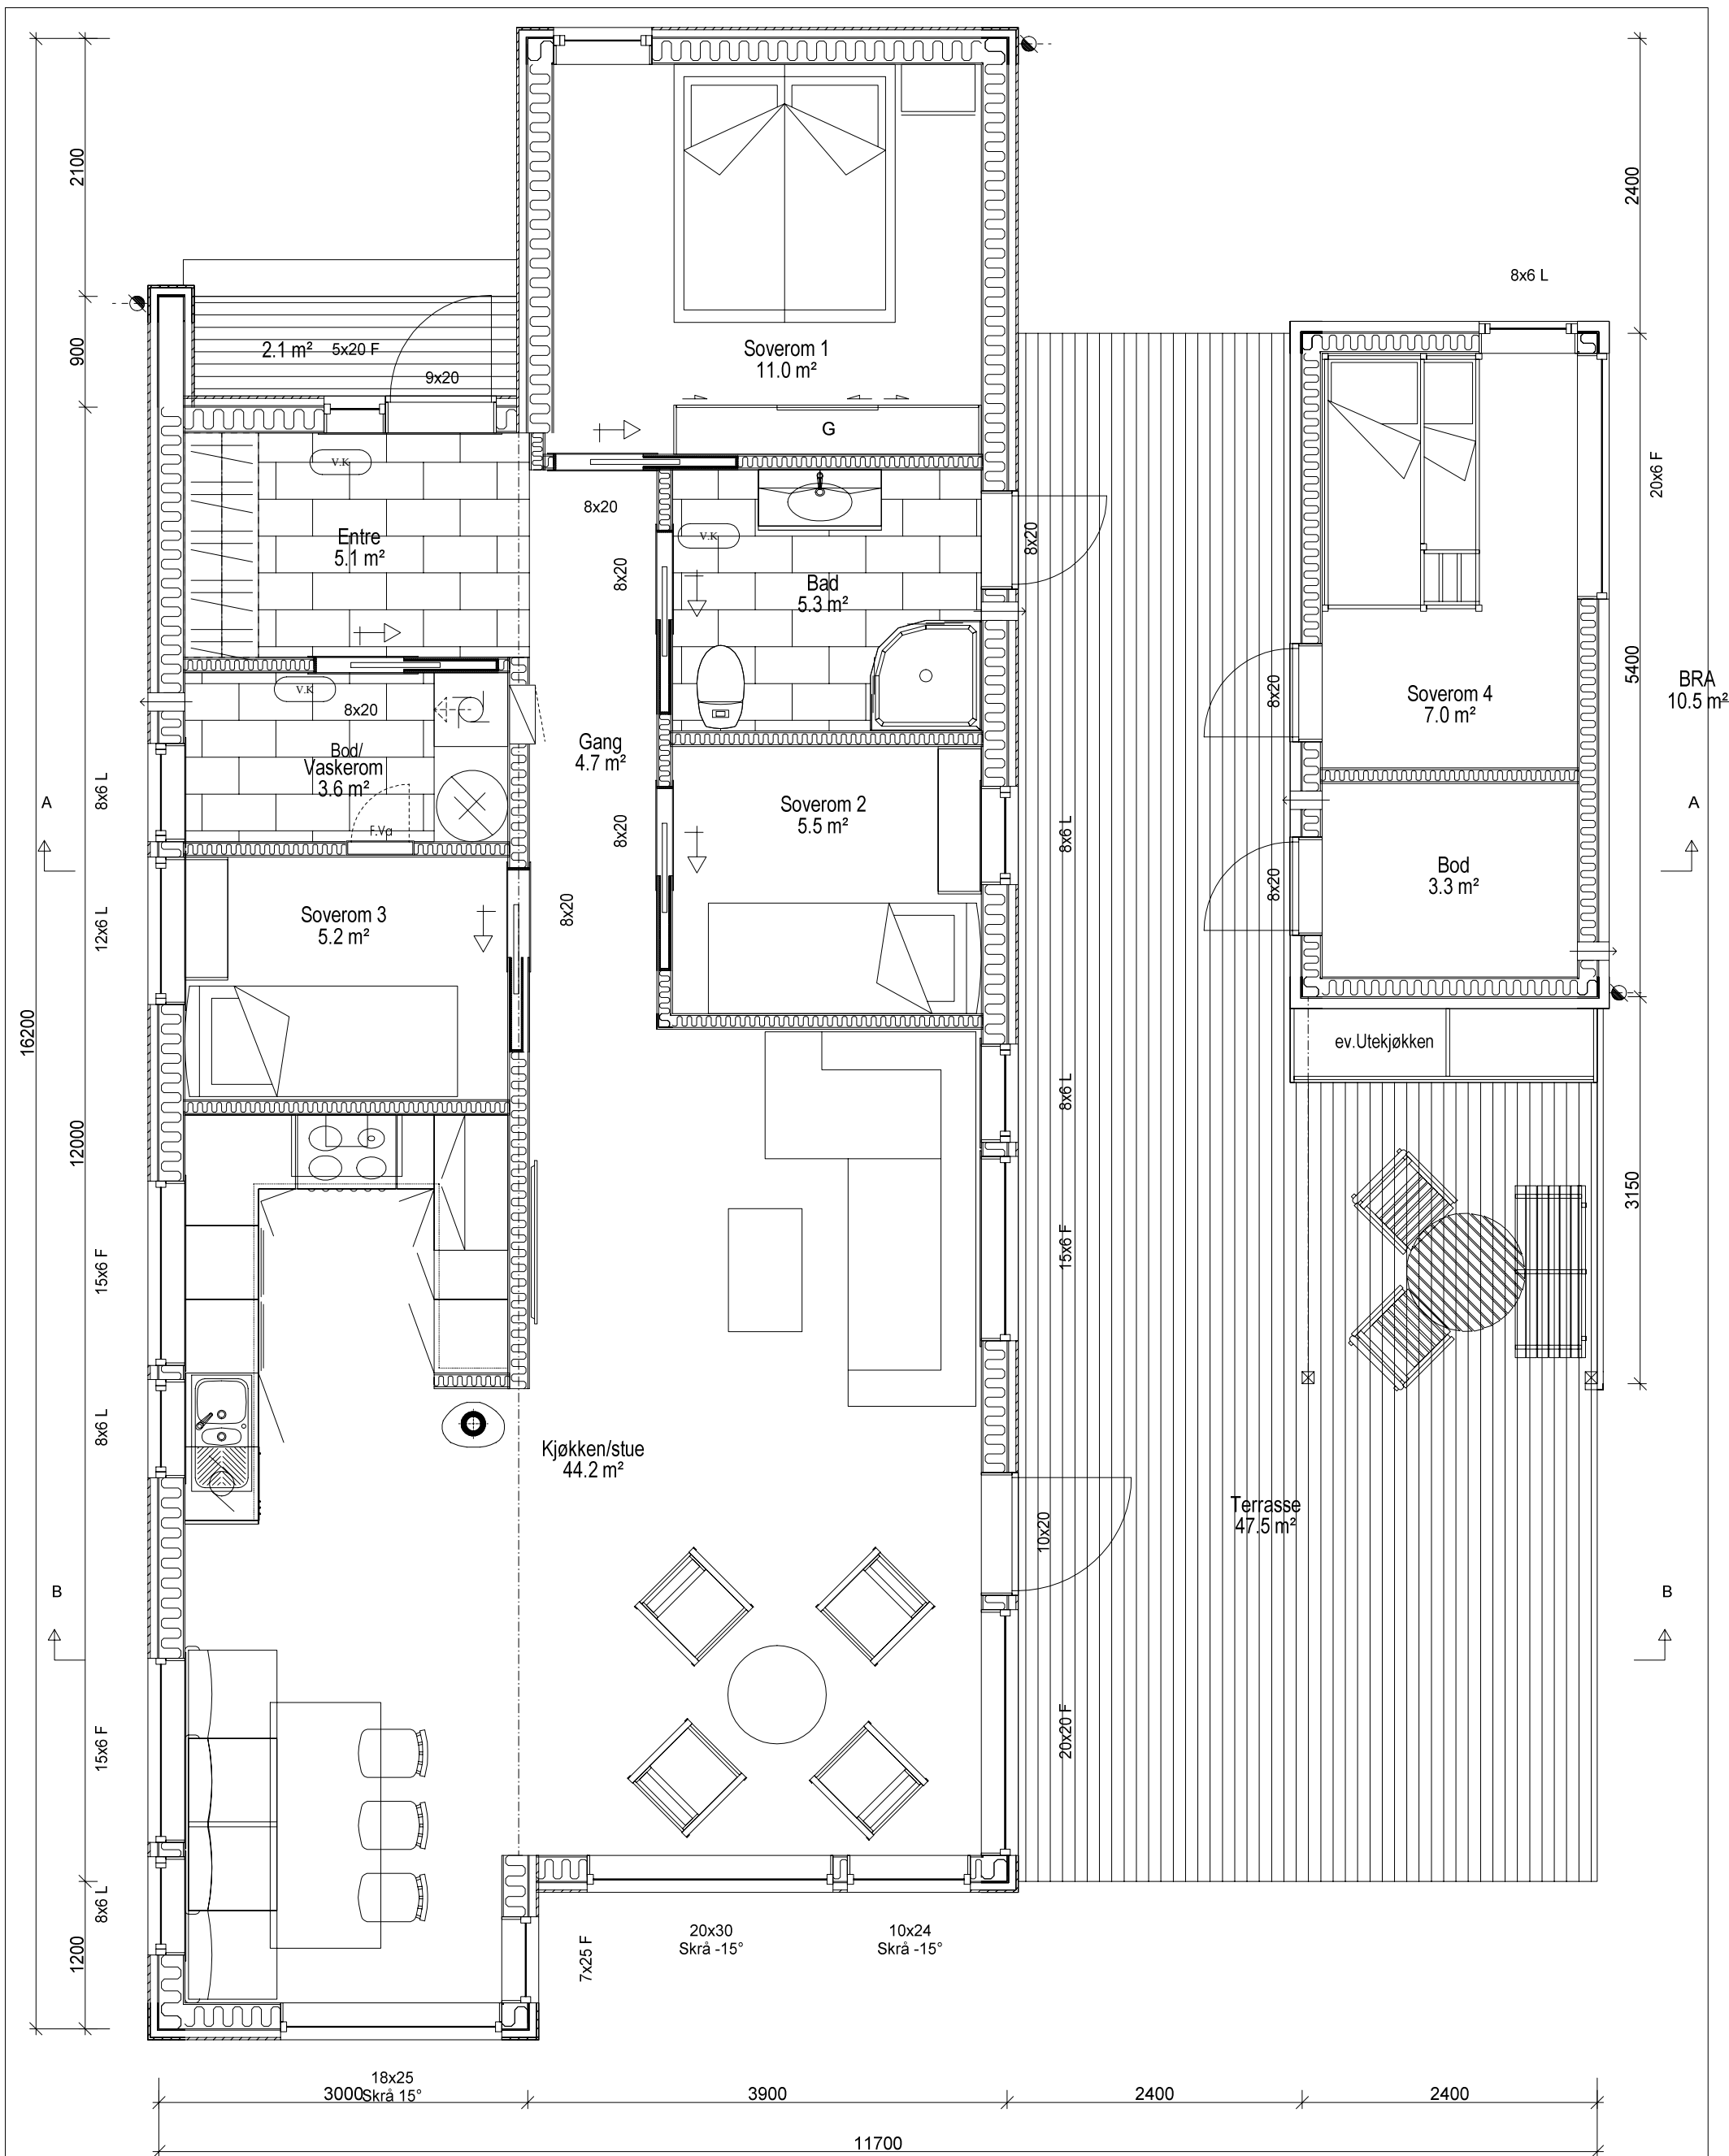 2100
2400
8x6 L
900
2.1 m²
5x20 F
9x20
Soverom 1
11.0 m²
G
V.K
20x6 F
8x20
V.K
8x20
Entre
5.1 m²
8x20
Bad
5.3 m²
V.K
8x20
Bod/
Vaskerom
3.6 m²
F.Va
Gang
4.7 m²
8x20
Soverom 4
7.0 m²
5400
BRA
10.5 m²
A
8x6 L
Soverom 2
5.5 m²
8x20
8x6 L
A
12x6 L
Soverom 3
5.2 m²
8x20
8x20
Bod
3.3 m²
16200
12000
ev.Utekjøkken
8x6 L
3150
15x6 F
15x6 F
8x6 L
Kjøkken/stue
44.2 m²
10x20
Terrasse
47.5 m²
B
B
15x6 F
20x20 F
8x6 L
1200
7x25 F
20x30
Skrå -15°
10x24
Skrå -15°
18x25
Skrå 15°
3000
3900
2400
2400
11700